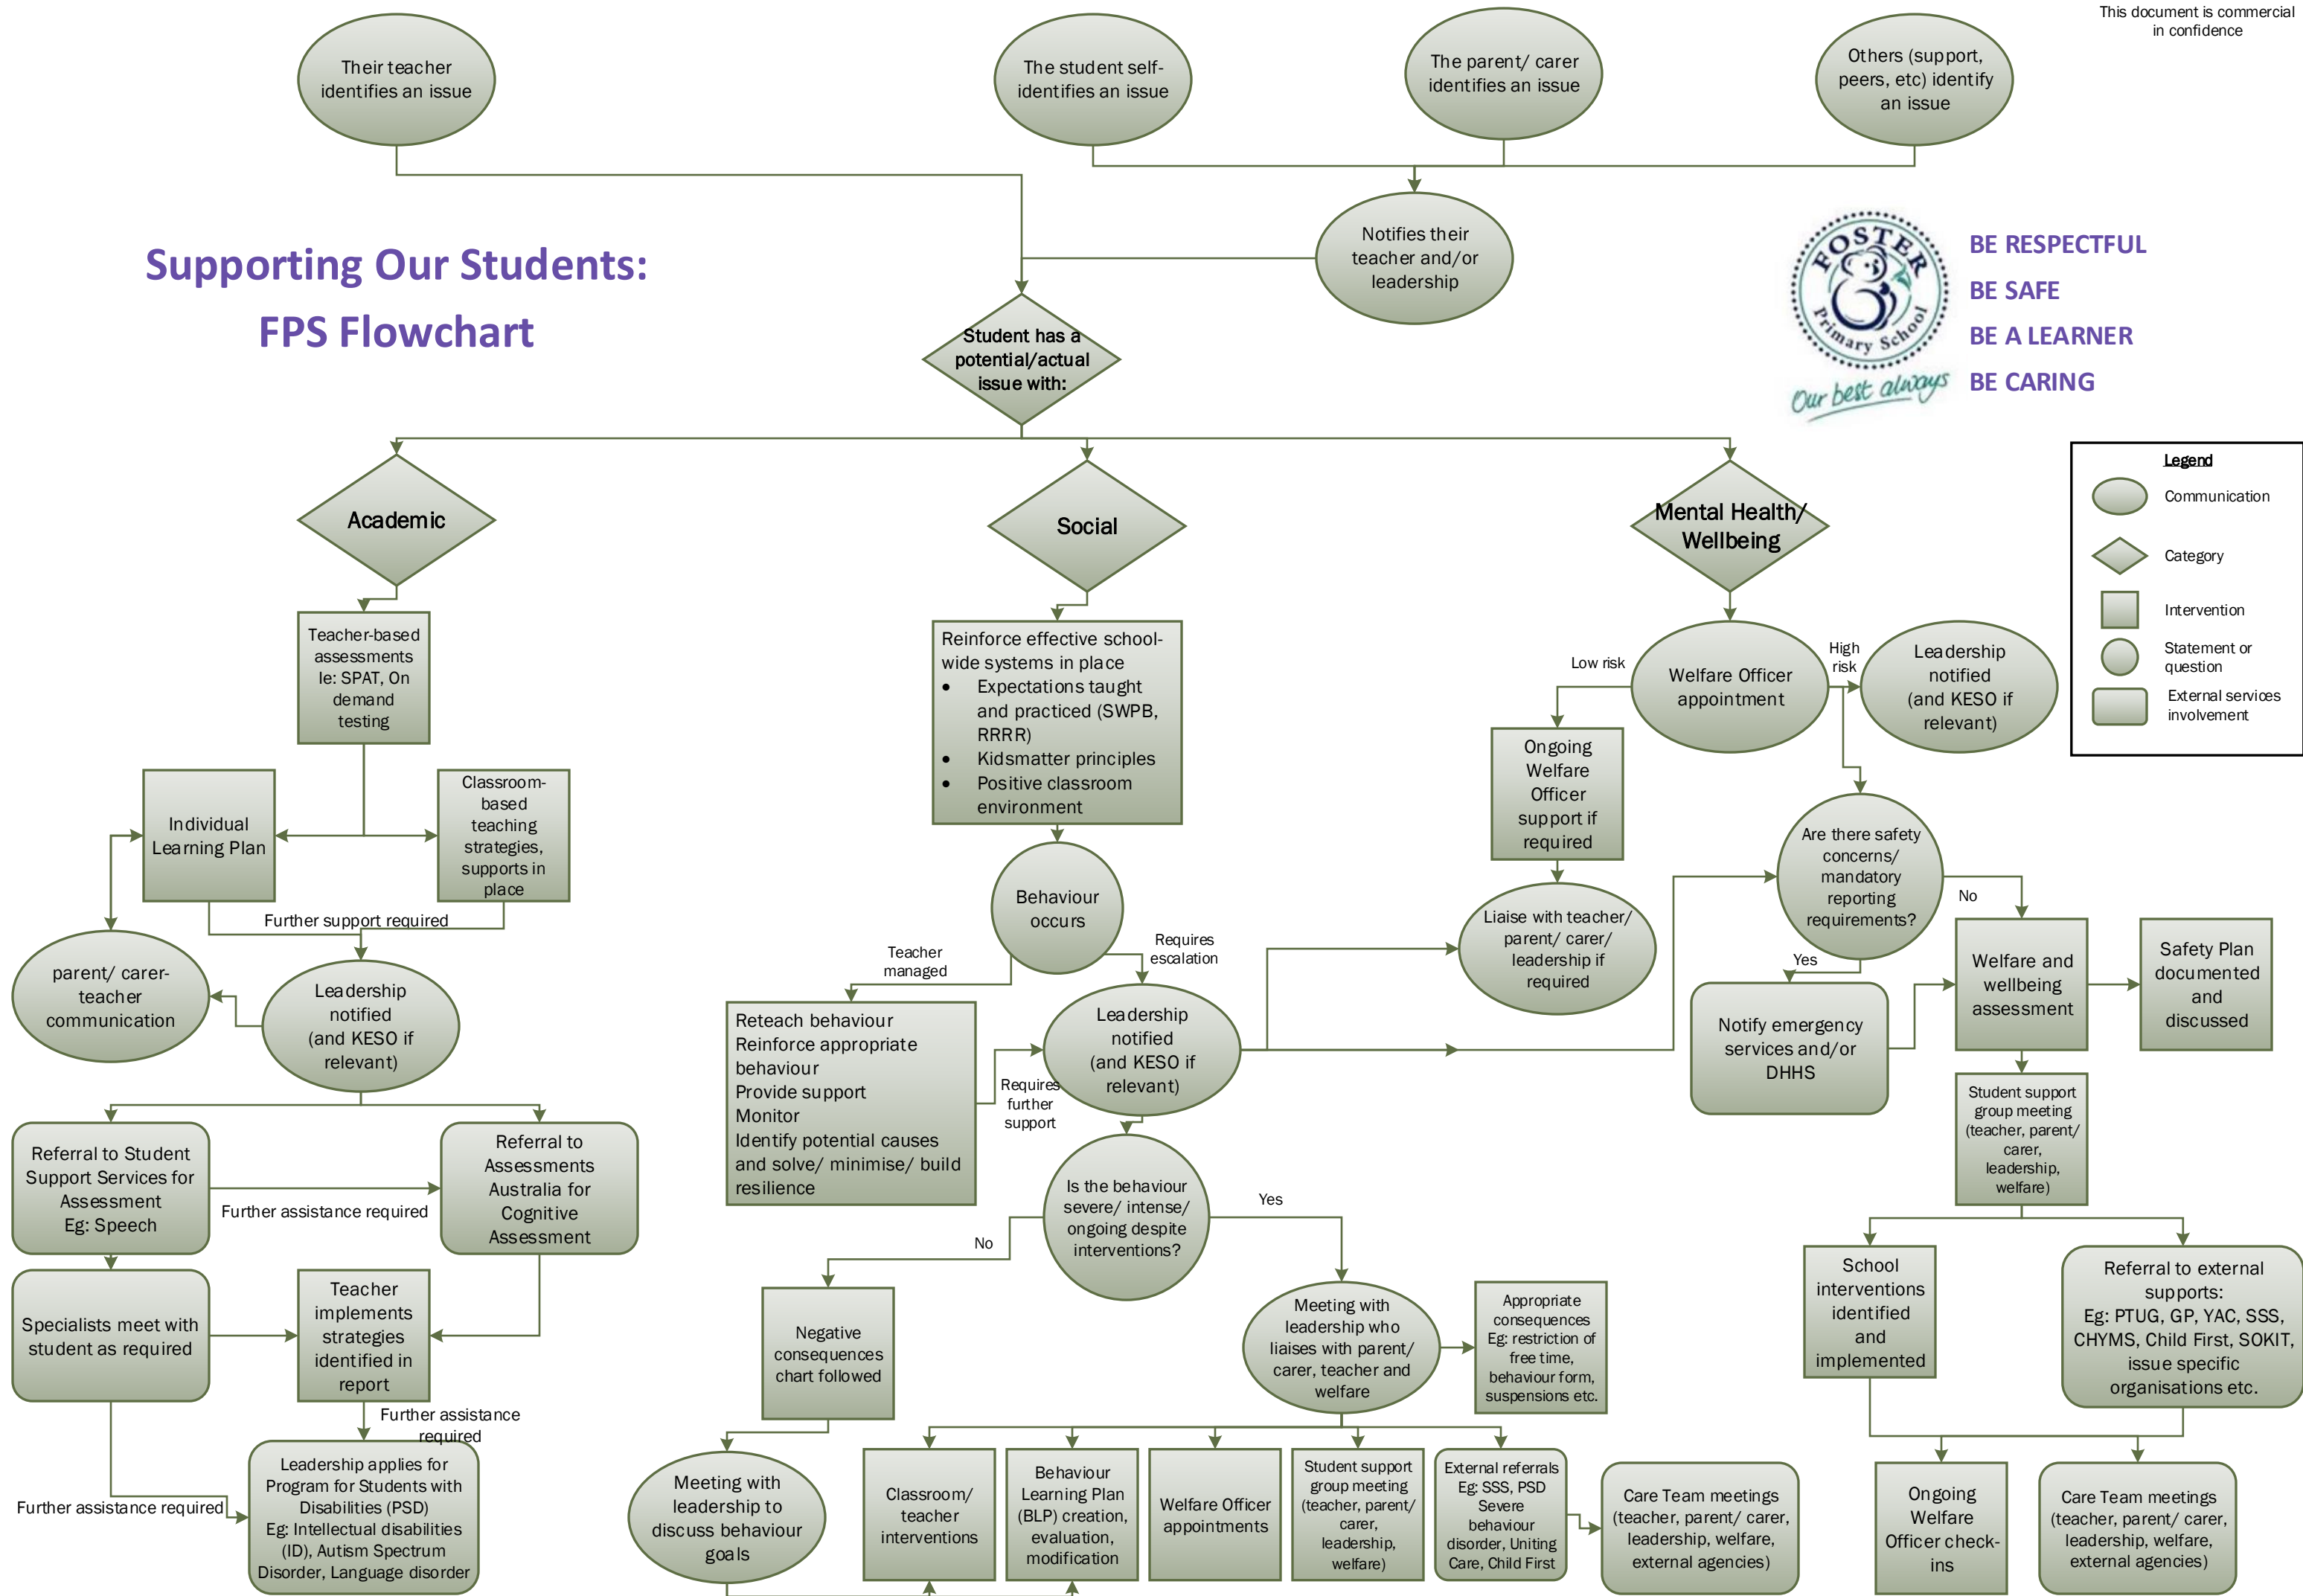 This document is commercial
in confidence
Their teacher
identifies an issue
The student self-
identifies an issue
The parent/ carer
identifies an issue
Others (support,
peers, etc) identify
an issue
Notifies their
teacher and/or
leadership
Supporting Our Students:
FPS Flowchart
FOSTER
Primary School
Our best always
BE RESPECTFUL
BE SAFE
BE A LEARNER
BE CARING
Student has a
potential/actual
issue with:
Legend
Communication
Category
Intervention
Statement or
question
External services
involvement
Academic
Social
Mental Health/
Wellbeing
Teacher-based
assessments
Ie: SPAT, On
demand
testing
Individual
Learning Plan
Classroom-
based
teaching
strategies,
supports in
place
Further support required
parent/ carer-
teacher
communication
Leadership
notified
(and KESO if
relevant)
Referral to Student
Support Services for
Assessment
Eg: Speech
Further assistance required
Referral to
Assessments
Australia for
Cognitive
Assessment
Specialists meet with
student as required
Teacher
implements
strategies
identified in
report
Further assistance
required
Further assistance required
Leadership applies for
Program for Students with
Disabilities (PSD)
Eg: Intellectual disabilities
(ID), Autism Spectrum
Disorder, Language disorder
Reinforce effective school-
wide systems in place
• Expectations taught
and practiced (SWPB,
RRRR)
• Kidsmatter principles
• Positive classroom
environment
Behaviour
occurs
Teacher
managed
Requires
escalation
Reteach behaviour
Reinforce appropriate
behaviour
Provide support
Monitor
Identify potential causes
and solve/ minimise/ build
resilience
Requires
further
support
Leadership
notified
(and KESO if
relevant)
Is the behaviour
severe/ intense/
ongoing despite
interventions?
No
Yes
Negative
consequences
chart followed
Meeting with
leadership who
liaises with parent/
carer, teacher and
welfare
Appropriate
consequences
Eg: restriction of
free time,
behaviour form,
suspensions etc.
Meeting with
leadership to
discuss behaviour
goals
Classroom/
teacher
interventions
Behaviour
Learning Plan
(BLP) creation,
evaluation,
modification
Welfare Officer
appointments
Student support
group meeting
(teacher, parent/
carer,
leadership,
welfare)
External referrals
Eg: SSS, PSD
Severe
behaviour
disorder, Uniting
Care, Child First
Care Team meetings
(teacher, parent/ carer,
leadership, welfare,
external agencies)
Low risk
Welfare Officer
appointment
High
risk
Leadership
notified
(and KESO if
relevant)
Ongoing
Welfare
Officer
support if
required
Liaise with teacher/
parent/ carer/
leadership if
required
Are there safety
concerns/
mandatory
reporting
requirements?
No
Yes
Notify emergency
services and/or
DHHS
Welfare and
wellbeing
assessment
Safety Plan
documented
and
discussed
Student support
group meeting
(teacher, parent/
carer,
leadership,
welfare)
School
interventions
identified
and
implemented
Referral to external
supports:
Eg: PTUG, GP, YAC, SSS,
CHYMS, Child First, SOKIT,
issue specific
organisations etc.
Ongoing
Welfare
Officer check-
ins
Care Team meetings
(teacher, parent/ carer,
leadership, welfare,
external agencies)